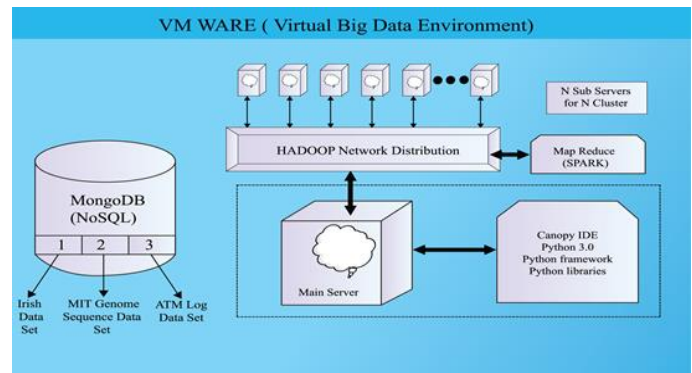 VM WARE ( Virtual Big Data Environment)
N Sub Servers
for N Cluster
HADOOP Network Distribution
Map Reduce
(SPARK)
MongoDB
(NoSQL)
1 2 3
Irish
Data
Set
MIT Genome
Sequence Data
Set
ATM Log
Data Set
Main Server
Canopy IDE
Python 3.0
Python framework
Python libraries